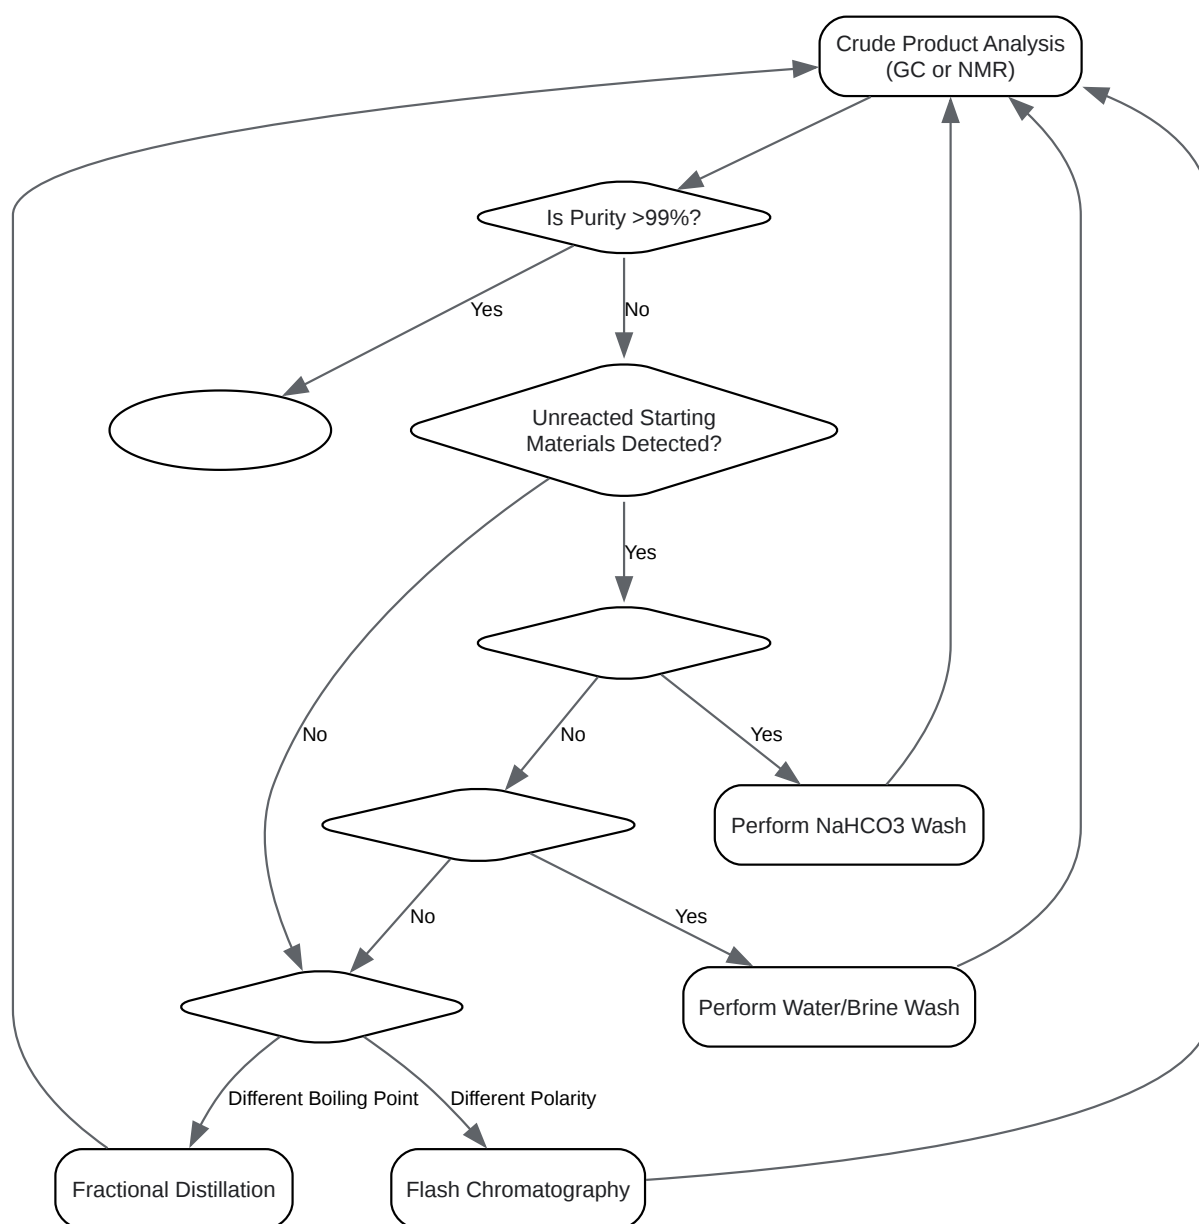 Crude Product Analysis
(GC or NMR)
Is Purity >99%?
Yes
No
Unreacted Starting
Materials Detected?
Yes
No
No
Yes
Perform NaHCO3 Wash
No
Yes
Perform Water/Brine Wash
Different Boiling Point
Different Polarity
Fractional Distillation
Flash Chromatography